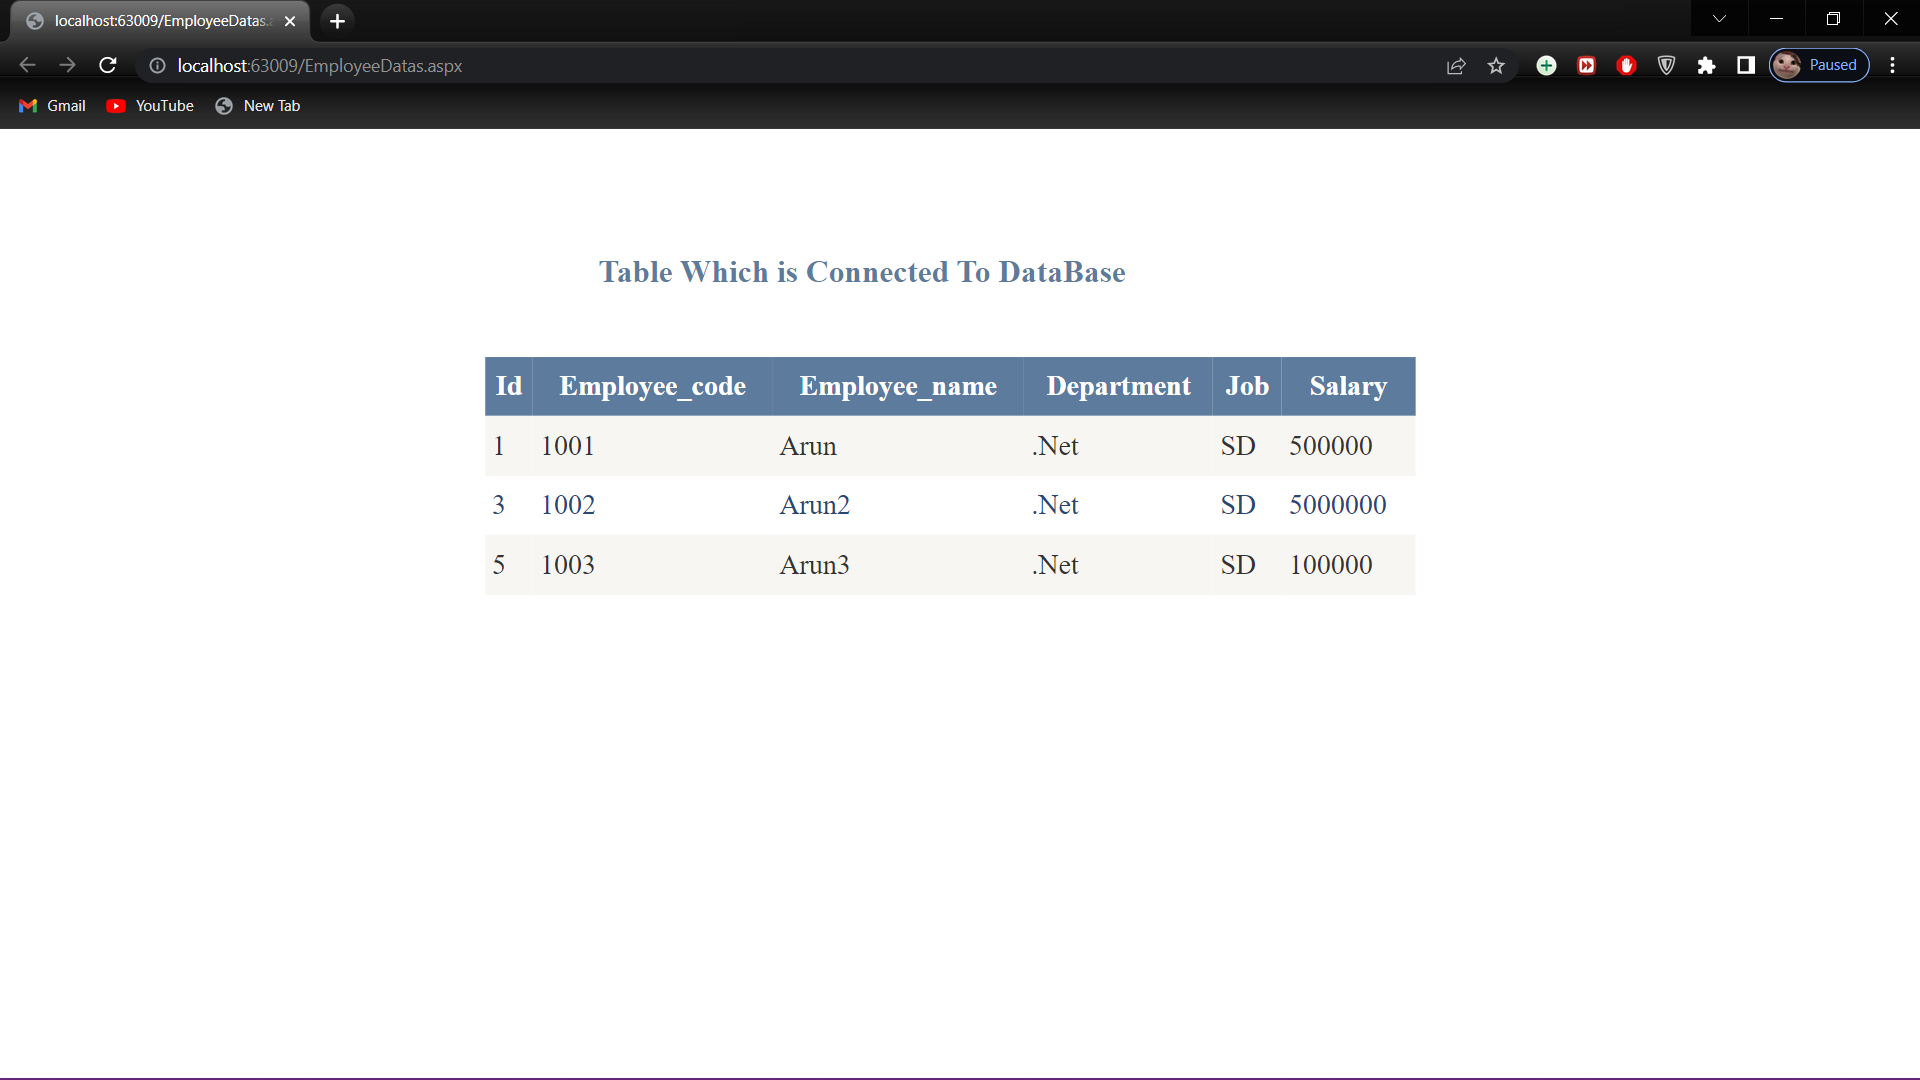 localhost:63009/EmployeeDatas.a
localhost:63009/EmployeeDatas.aspx
Paused
Gmail YouTube New Tab
Table Which is Connected To DataBase
Id Employee_code Employee_name Department Job Salary
1 1001 Arun .Net SD 500000
3 1002 Arun2 .Net SD 5000000
5 1003 Arun3 .Net SD 100000